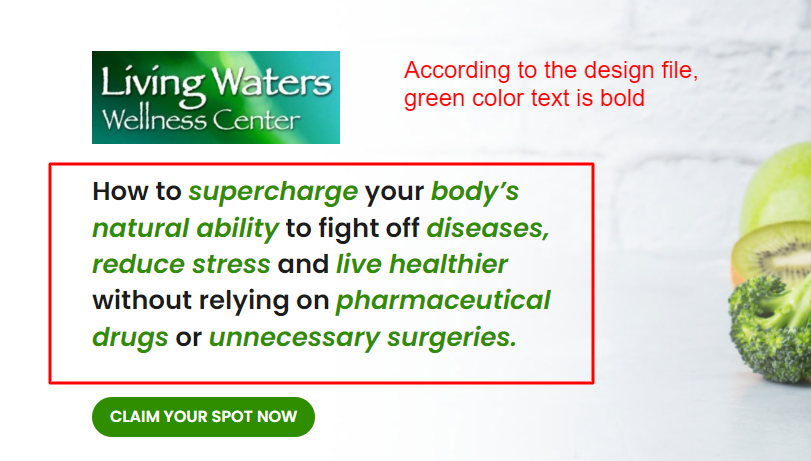 Living Waters
Wellness Center
According to the design file,
green color text is bold
How to supercharge your body’s
natural ability to fight off diseases,
reduce stress and live healthier
without relying on pharmaceutical
drugs or unnecessary surgeries.
CLAIM YOUR SPOT NOW